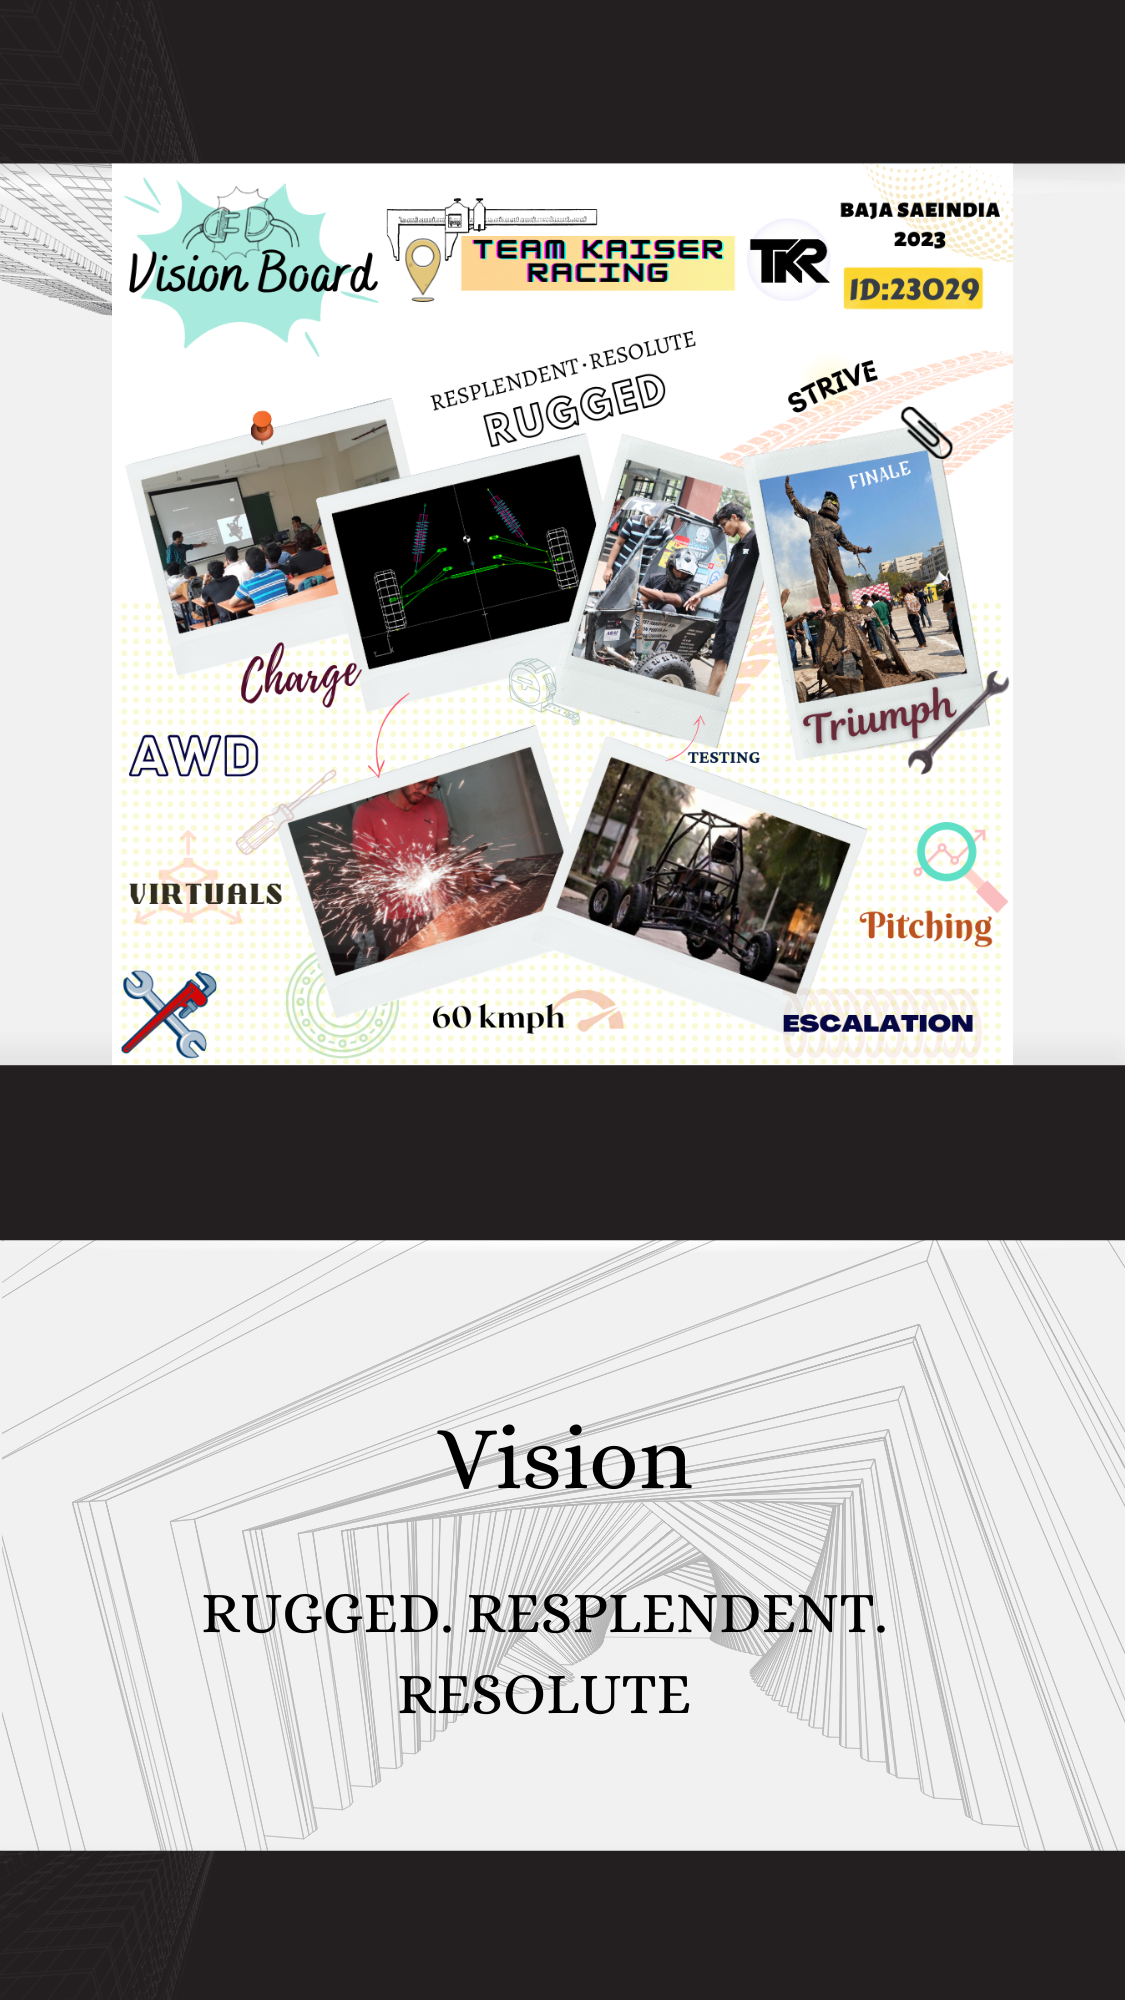 Vision Board
TEAM KAISER
RACING
TKR
BAJA SAEINDIA
2023
ID:23029
RESPLENDENT·RESOLUTE
RUGGED
STRIVE
FINALE
Charge
Triumph
AWD
TESTING
VIRTUALS
Pitching
60 kmph
ESCALATION
Vision
RUGGED. RESPLENDENT.
RESOLUTE